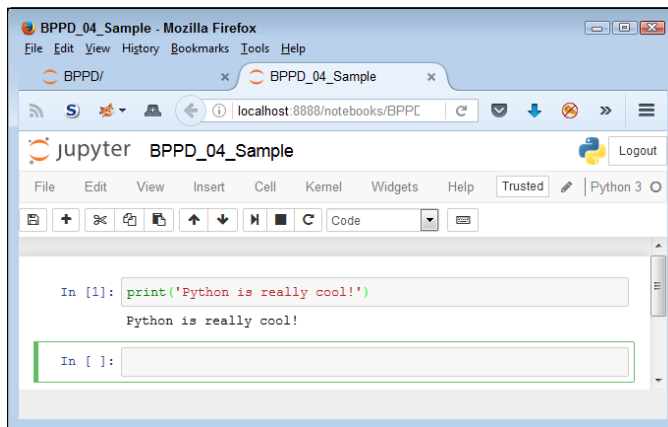 BPPD_04_Sample - Mozilla Firefox
File Edit View History Bookmarks Tools Help
BPPD/ × BPPD_04_Sample ×
S localhost:8888/notebooks/BPPD
jupyter BPPD_04_Sample Logout
File Edit View Insert Cell Kernel Widgets Help Trusted Python 3
Code
In [1]: print('Python is really cool!')
Python is really cool!
In [ ]: